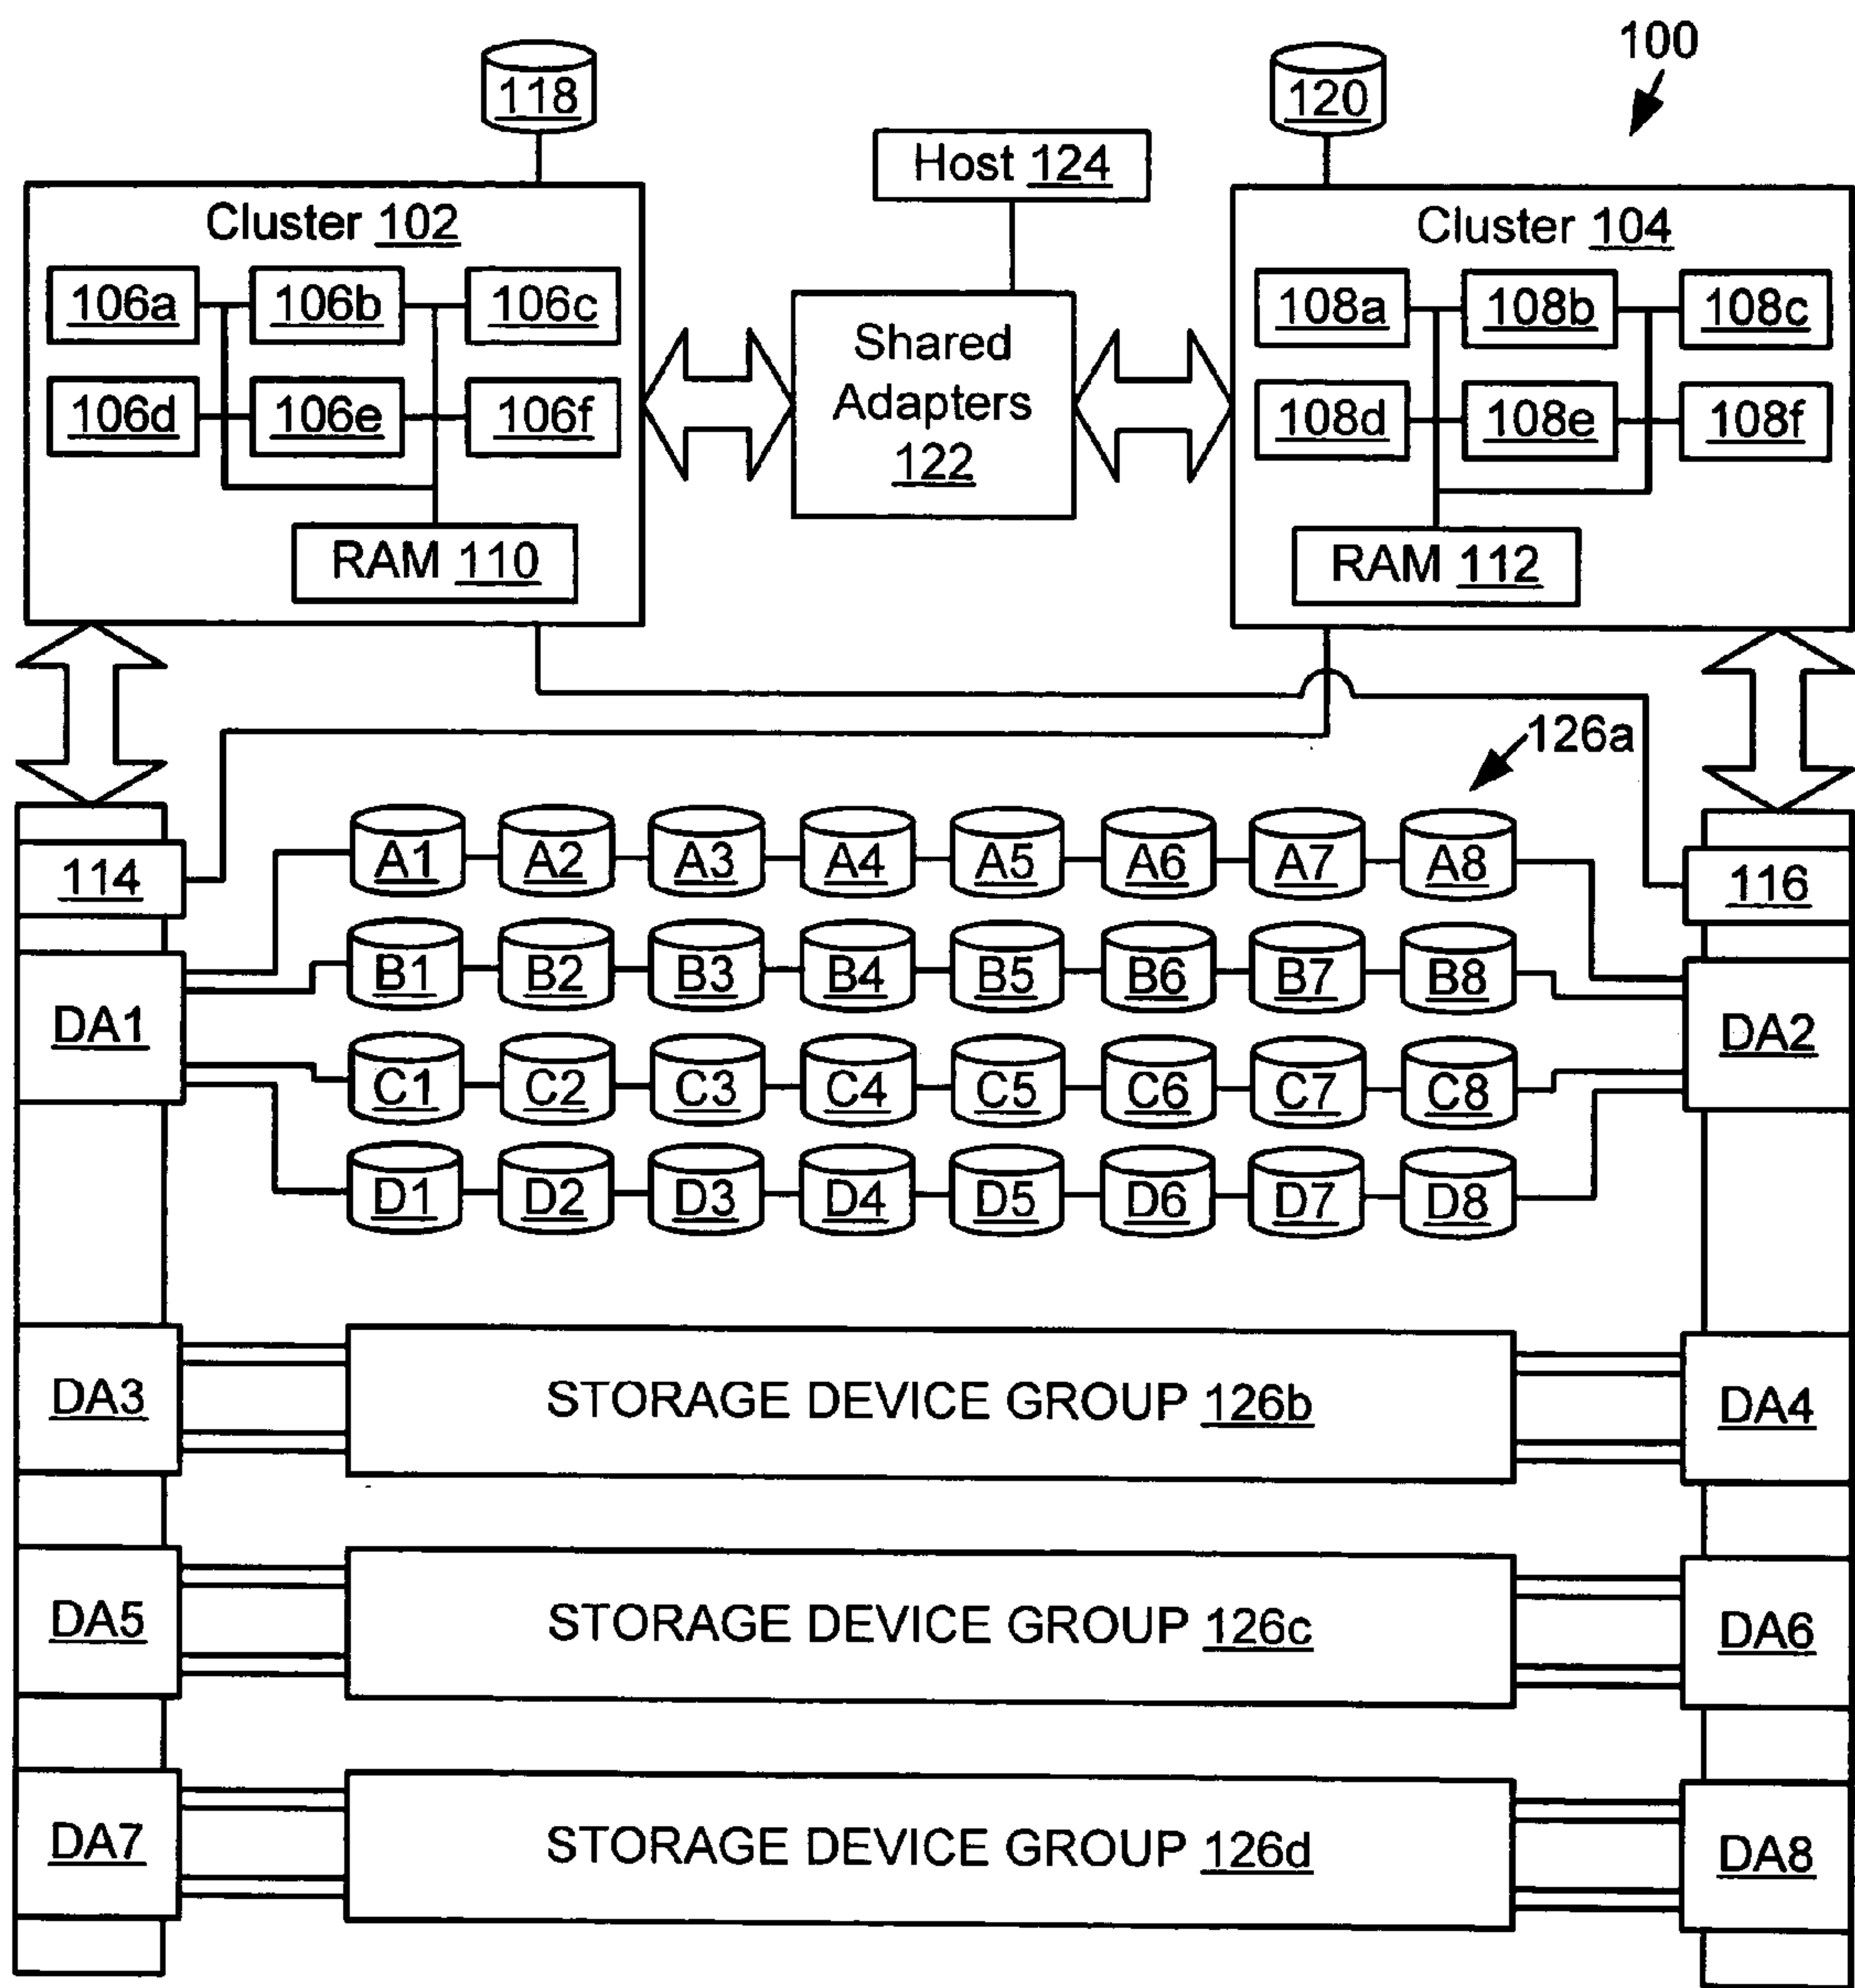 100
118
120
Host 124
Cluster 102
Cluster 104
106a 106b 106c
108a 108b 108c
Shared
Adapters
122
106d 106e 106f
108d 108e 108f
RAM 110
RAM 112
126a
114
A1 A2 A3 A4 A5 A6 A7 A8
116
B1 B2 B3 B4 B5 B6 B7 B8
DA1
DA2
C1 C2 C3 C4 C5 C6 C7 C8
D1 D2 D3 D4 D5 D6 D7 D8
DA3
STORAGE DEVICE GROUP 126b
DA4
DA5
STORAGE DEVICE GROUP 126c
DA6
DA7
STORAGE DEVICE GROUP 126d
DA8